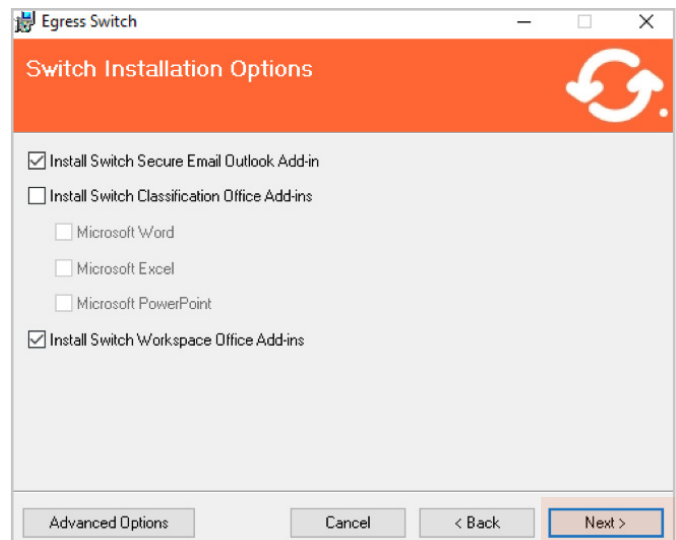 Egress Switch
Switch Installation Options
Install Switch Secure Email Outlook Add-in
Install Switch Classification Office Add-ins
Microsoft Word
Microsoft Excel
Microsoft PowerPoint
Install Switch Workspace Office Add-ins
Advanced Options Cancel < Back Next >